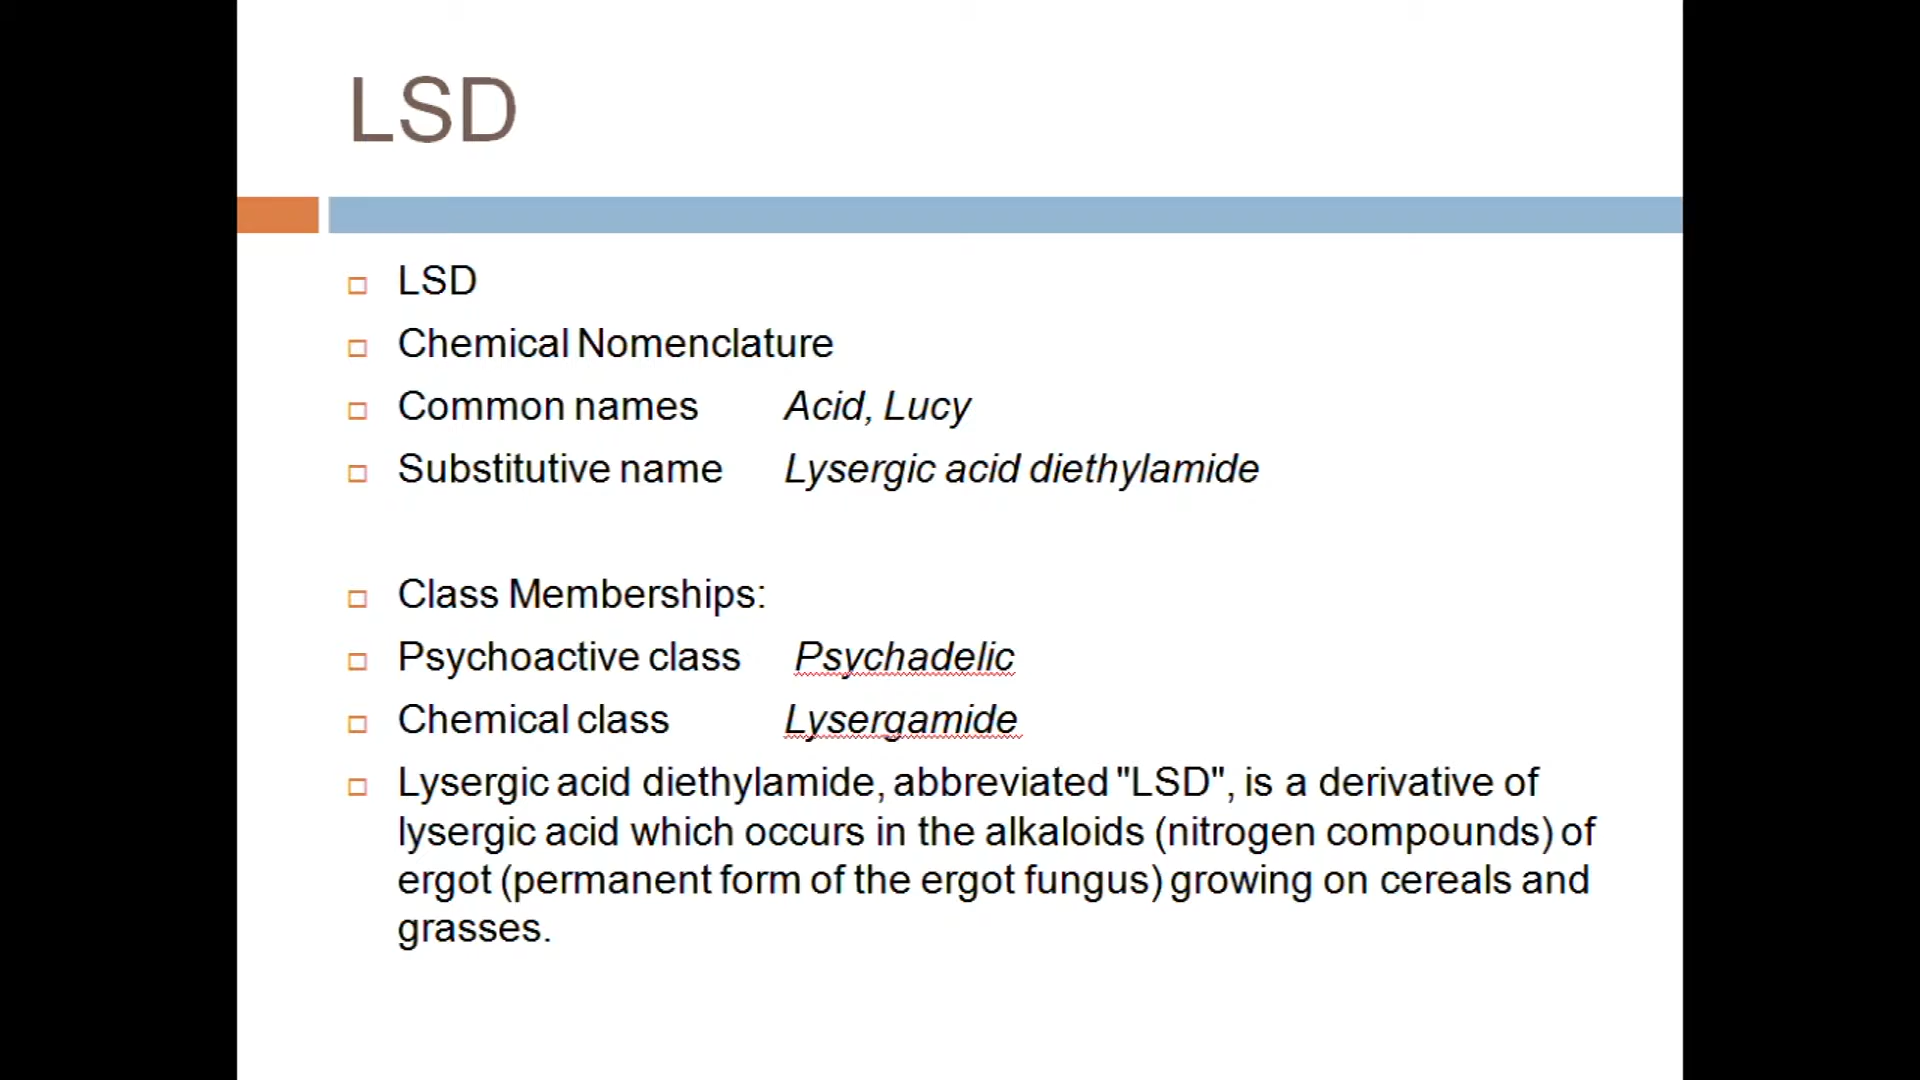 LSD
LSD
Chemical Nomenclature
Common names Acid, Lucy
Substitutive name Lysergic acid diethylamide
Class Memberships:
Psychoactive class Psychadelic
Chemical class Lysergamide
Lysergic acid diethylamide, abbreviated "LSD", is a derivative of
lysergic acid which occurs in the alkaloids (nitrogen compounds) of
ergot (permanent form of the ergot fungus) growing on cereals and
grasses.